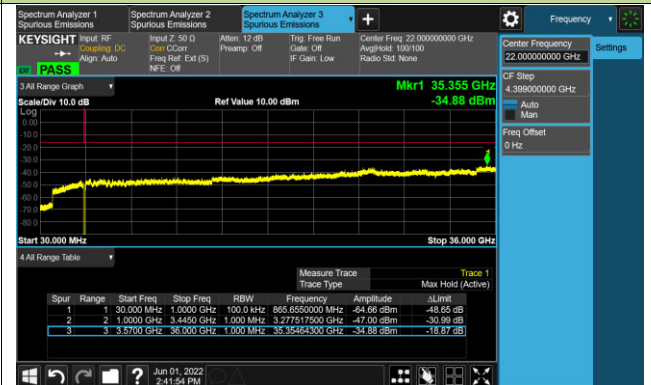 Spectrum Analyzer 1
Spurious Emissions
Spectrum Analyzer 2
Spurious Emissions
Spectrum Analyzer 3
Spurious Emissions
Frequency
KEYSIGHT
Input: RF
Coupling: DC
Align: Auto
PASS
Input Z: 50 Ω
Corr CCorr
Freq Ref: Ext (S)
NFE: Off
Atten: 12 dB
Preamp: Off
Trig: Free Run
Gate: Off
IF Gain: Low
Center Freq: 22.000000000 GHz
Avg|Hold: 100/100
Radio Std: None
Center Frequency
22.000000000 GHz
Settings
CF Step
4.399000000 GHz
Auto
Man
Freq Offset
0 Hz
3 All Range Graph
Mkr1 35.355 GHz
Scale/Div 10.0 dB
Ref Value 10.00 dBm
-34.88 dBm
Log
0.00
-10.0
-20.0
-30.0
-40.0
-50.0
-60.0
-70.0
-80.0
1
Start 30.000 MHz
Stop 36.000 GHz
4 All Range Table
Measure Trace Trace 1
Trace Type Max Hold (Active)
Spur Range Start Freq Stop Freq RBW Frequency Amplitude ΔLimit
1 1 30.000 MHz 1.0000 GHz 100.0 kHz 865.6550000 MHz -64.66 dBm -48.65 dB
2 2 1.0000 GHz 3.4450 GHz 1.000 MHz 3.277517500 GHz -47.00 dBm -30.99 dB
3 3 3.5700 GHz 36.000 GHz 1.000 MHz 35.35464300 GHz -34.88 dBm -18.87 dB
Jun 01, 2022
2:41:54 PM